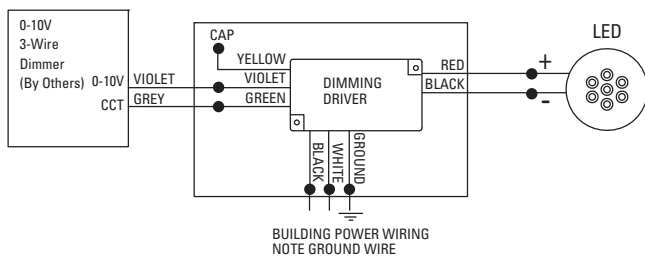 0-10V
3-Wire
Dimmer
(By Others)
0-10V
CCT
VIOLET
GREY
CAP
YELLOW
VIOLET
GREEN
DIMMING
DRIVER
BLACK
WHITE
GROUND
RED
BLACK
+
-
LED
BUILDING POWER WIRING
NOTE GROUND WIRE